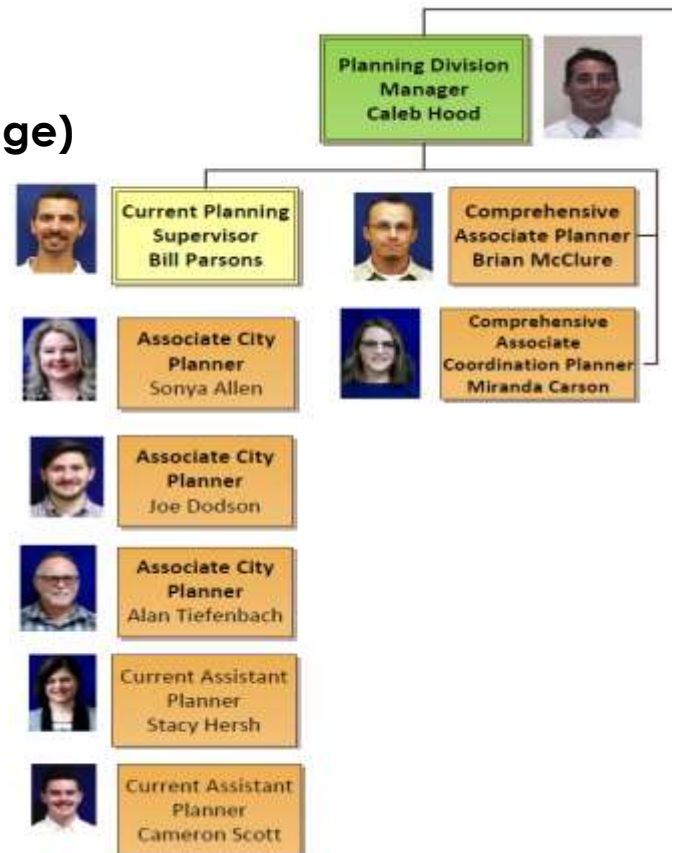 Planning Division
Manager
Caleb Hood
ge)
Current Planning
Supervisor
Bill Parsons
Comprehensive
Associate Planner
Brian McClure
Associate City
Planner
Sonya Allen
Comprehensive
Associate
Coordination Planner
Miranda Carson
Associate City
Planner
Joe Dodson
Associate City
Planner
Alan Tiefenbach
Current Assistant
Planner
Stacy Hersh
Current Assistant
Planner
Cameron Scott